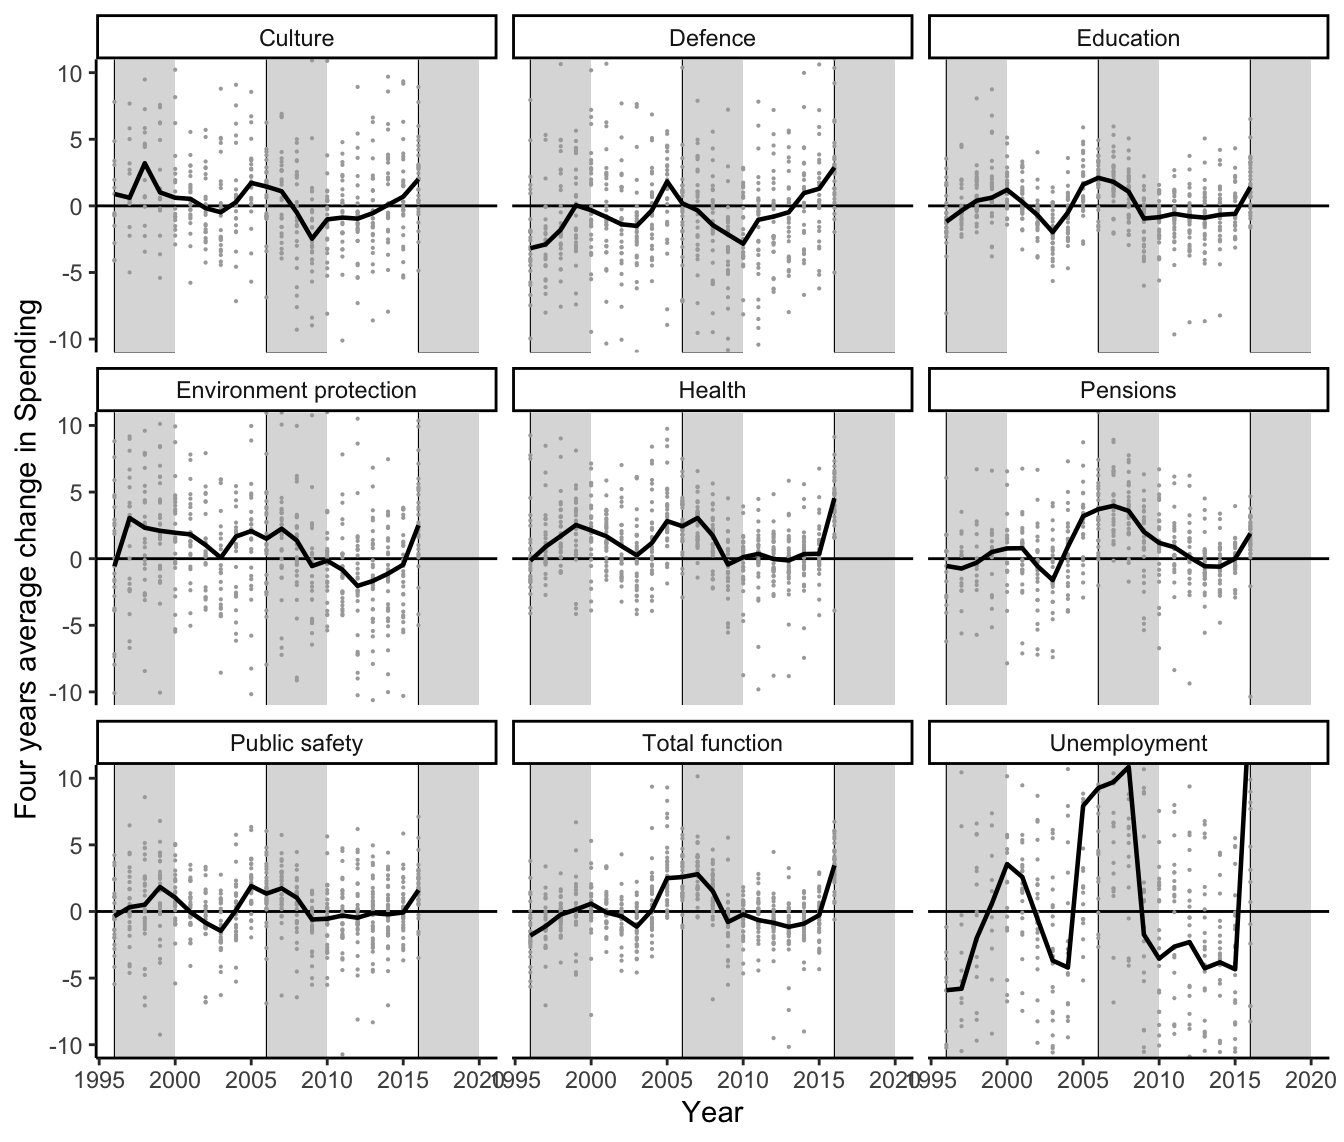 Culture Defence Education
10
5
0
-5
-10
Environment protection Health Pensions
10
5
0
-5
-10
Four years average change in Spending
Public safety Total function Unemployment
10
5
0
-5
-10
1995 2000 2005 2010 2015 2020 1995 2000 2005 2010 2015 2020 1995 2000 2005 2010 2015 2020
Year